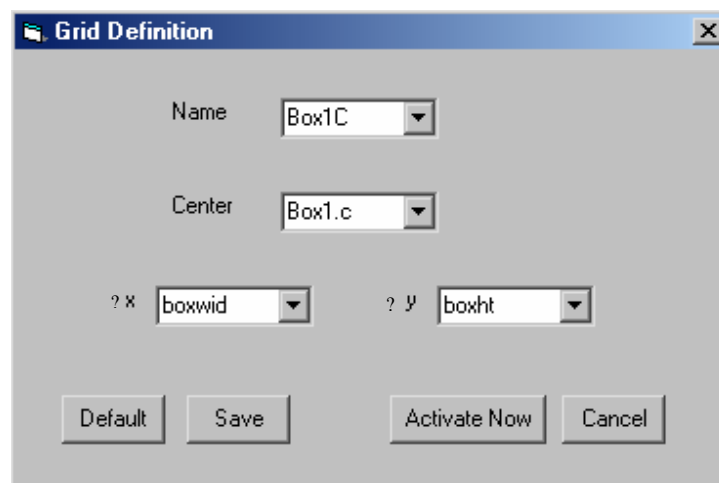 Grid Definition
Name Box1C
Center Box1.c
? x boxwid ? y boxht
Default Save Activate Now Cancel